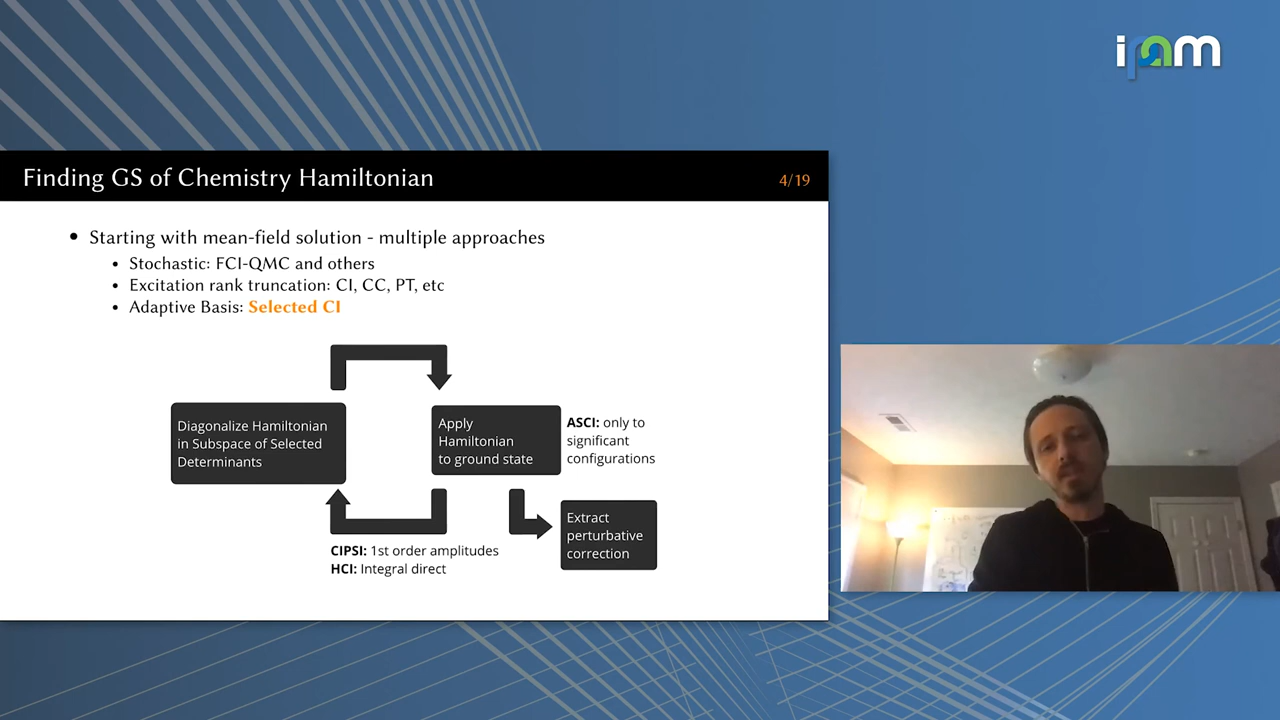 ipam
Finding GS of Chemistry Hamiltonian
4/19
• Starting with mean-field solution - multiple approaches
• Stochastic: FCI-QMC and others
• Excitation rank truncation: CI, CC, PT, etc
• Adaptive Basis: Selected CI
Diagonalize Hamiltonian
in Subspace of Selected
Determinants
Apply
Hamiltonian
to ground state
ASCI: only to
significant
configurations
Extract
perturbative
correction
CIPSI: 1st order amplitudes
HCI: Integral direct